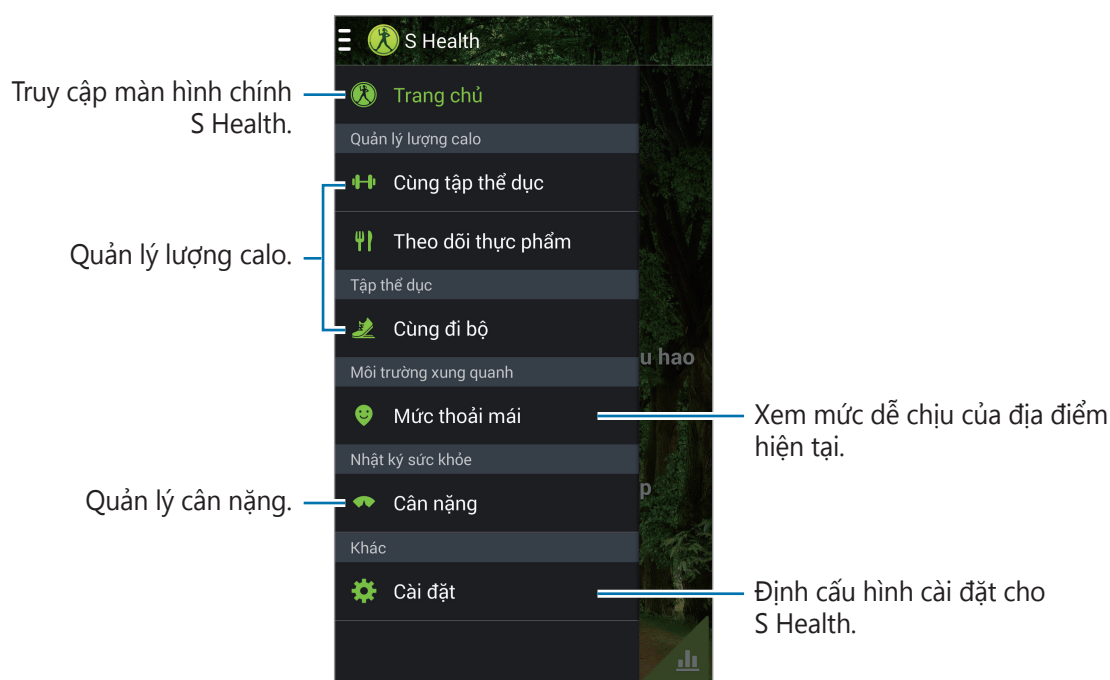 S Health
Truy cập màn hình chính
S Health.
Trang chủ
Quản lý lượng calo
Cùng tập thể dục
Quản lý lượng calo.
Theo dõi thực phẩm
Tập thể dục
Cùng đi bộ
u hao
Môi trường xung quanh
Mức thoải mái
Xem mức dễ chịu của địa điểm
hiện tại.
Nhật ký sức khỏe
p
Quản lý cân nặng.
Cân nặng
Khác
Cài đặt
Định cấu hình cài đặt cho
S Health.